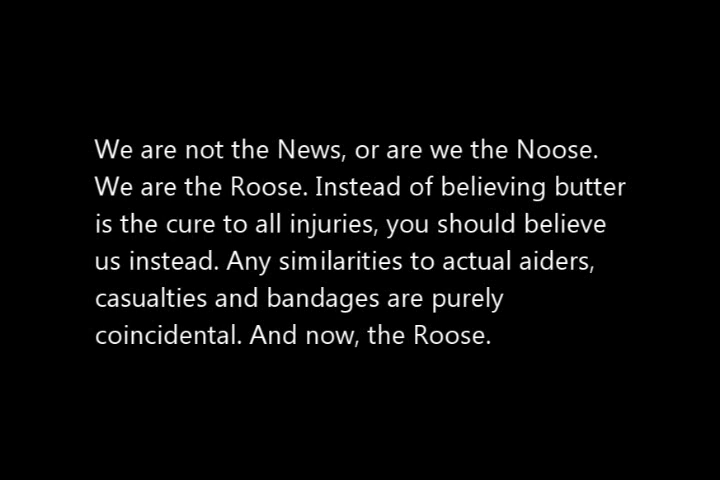 We are not the News, or are we the Noose.
We are the Roose. Instead of believing butter
is the cure to all injuries, you should believe
us instead. Any similarities to actual aiders,
casualties and bandages are purely
coincidental. And now, the Roose.